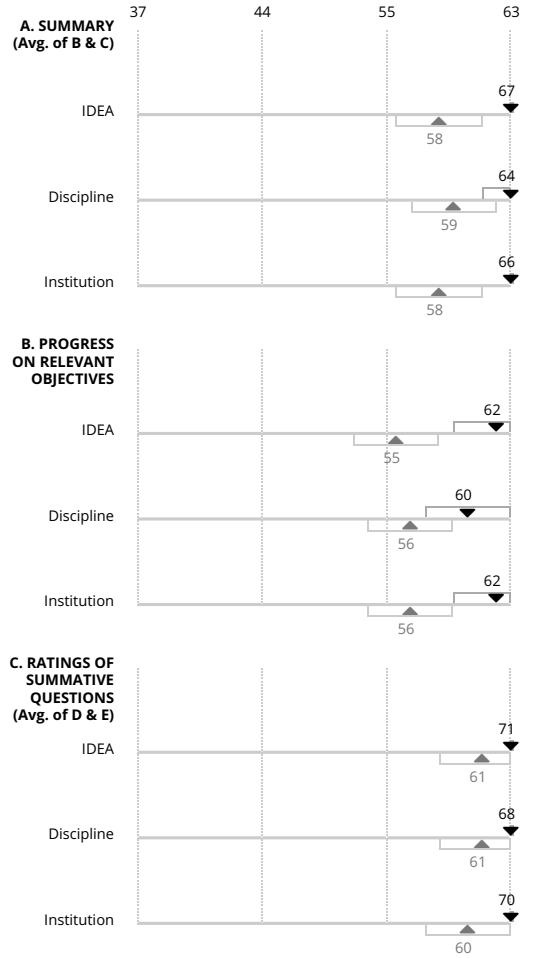 37 44 55 63
A. SUMMARY
(Avg. of B & C)
67
IDEA
58
64
Discipline
59
66
Institution
58
B. PROGRESS
ON RELEVANT
OBJECTIVES
62
IDEA
55
60
Discipline
56
62
Institution
56
C. RATINGS OF
SUMMATIVE
QUESTIONS
(Avg. of D & E)
71
IDEA
61
68
Discipline
61
70
Institution
60